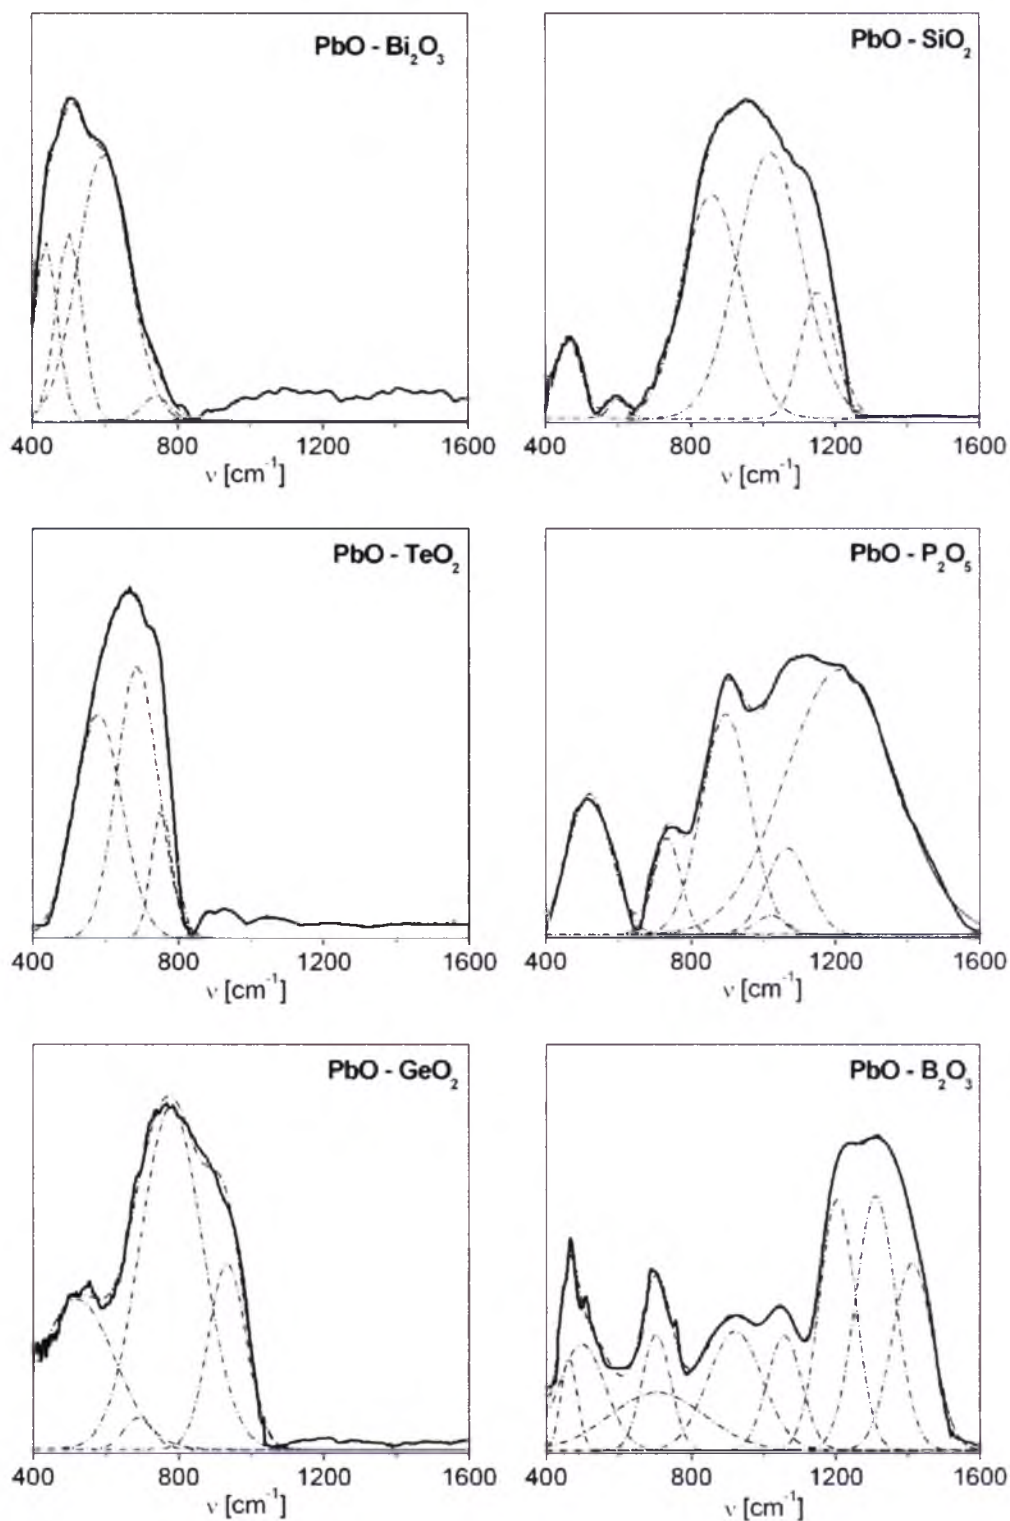 PbO - Bi₂O₃
400 800 1200 1600
ν [cm⁻¹]
PbO - SiO₂
400 800 1200 1600
ν [cm⁻¹]
PbO - TeO₂
400 800 1200 1600
ν [cm⁻¹]
PbO - P₂O₅
400 800 1200 1600
ν [cm⁻¹]
PbO - GeO₂
400 800 1200 1600
ν [cm⁻¹]
PbO - B₂O₃
400 800 1200 1600
ν [cm⁻¹]